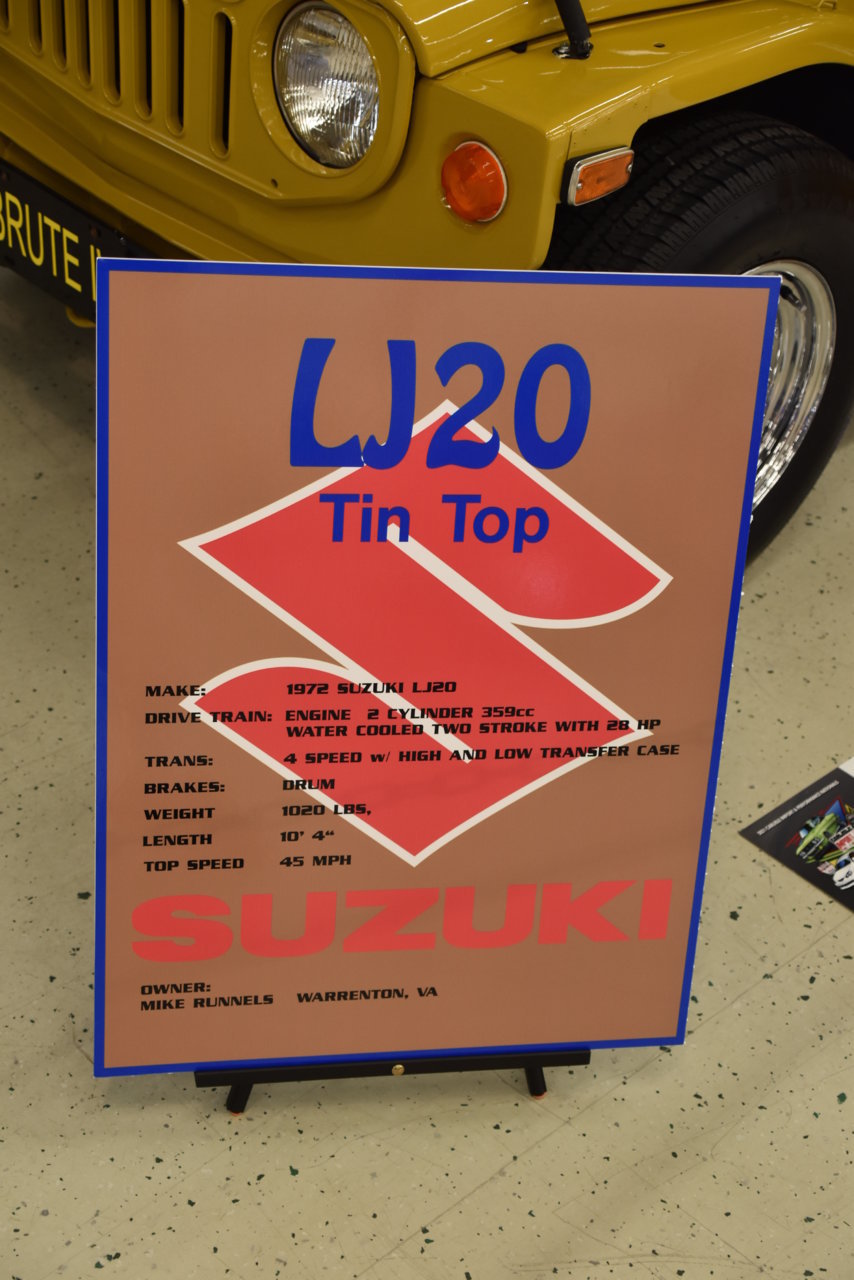 BRUTE
LJ20
Tin Top
MAKE: 1972 SUZUKI LJ20
DRIVE TRAIN: ENGINE 2 CYLINDER 359cc
WATER COOLED TWO STROKE WITH 28 HP
TRANS: 4 SPEED w/ HIGH AND LOW TRANSFER CASE
BRAKES: DRUM
WEIGHT 1020 LBS,
LENGTH 10' 4“
TOP SPEED 45 MPH
SUZUKI
OWNER:
MIKE RUNNELS WARRENTON, VA